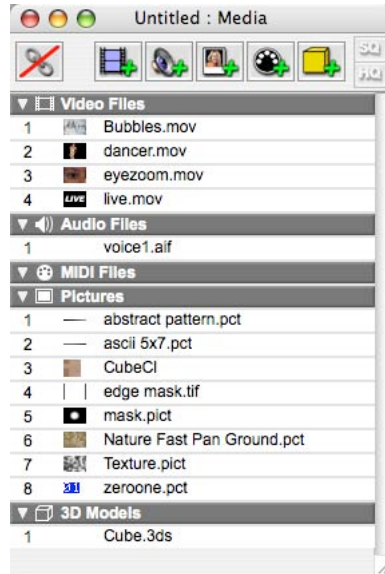 Untitled : Media
SQ
HQ
Video Files
1 Bubbles.mov
2 dancer.mov
3 eyezoom.mov
4 LIVE live.mov
Audio Files
1 voice1.aif
MIDI Files
Pictures
1 abstract pattern.pct
2 ascii 5x7.pct
3 CubeCl
4 edge mask.tif
5 mask.pict
6 Nature Fast Pan Ground.pct
7 Texture.pict
8 zeroone.pct
3D Models
1 Cube.3ds